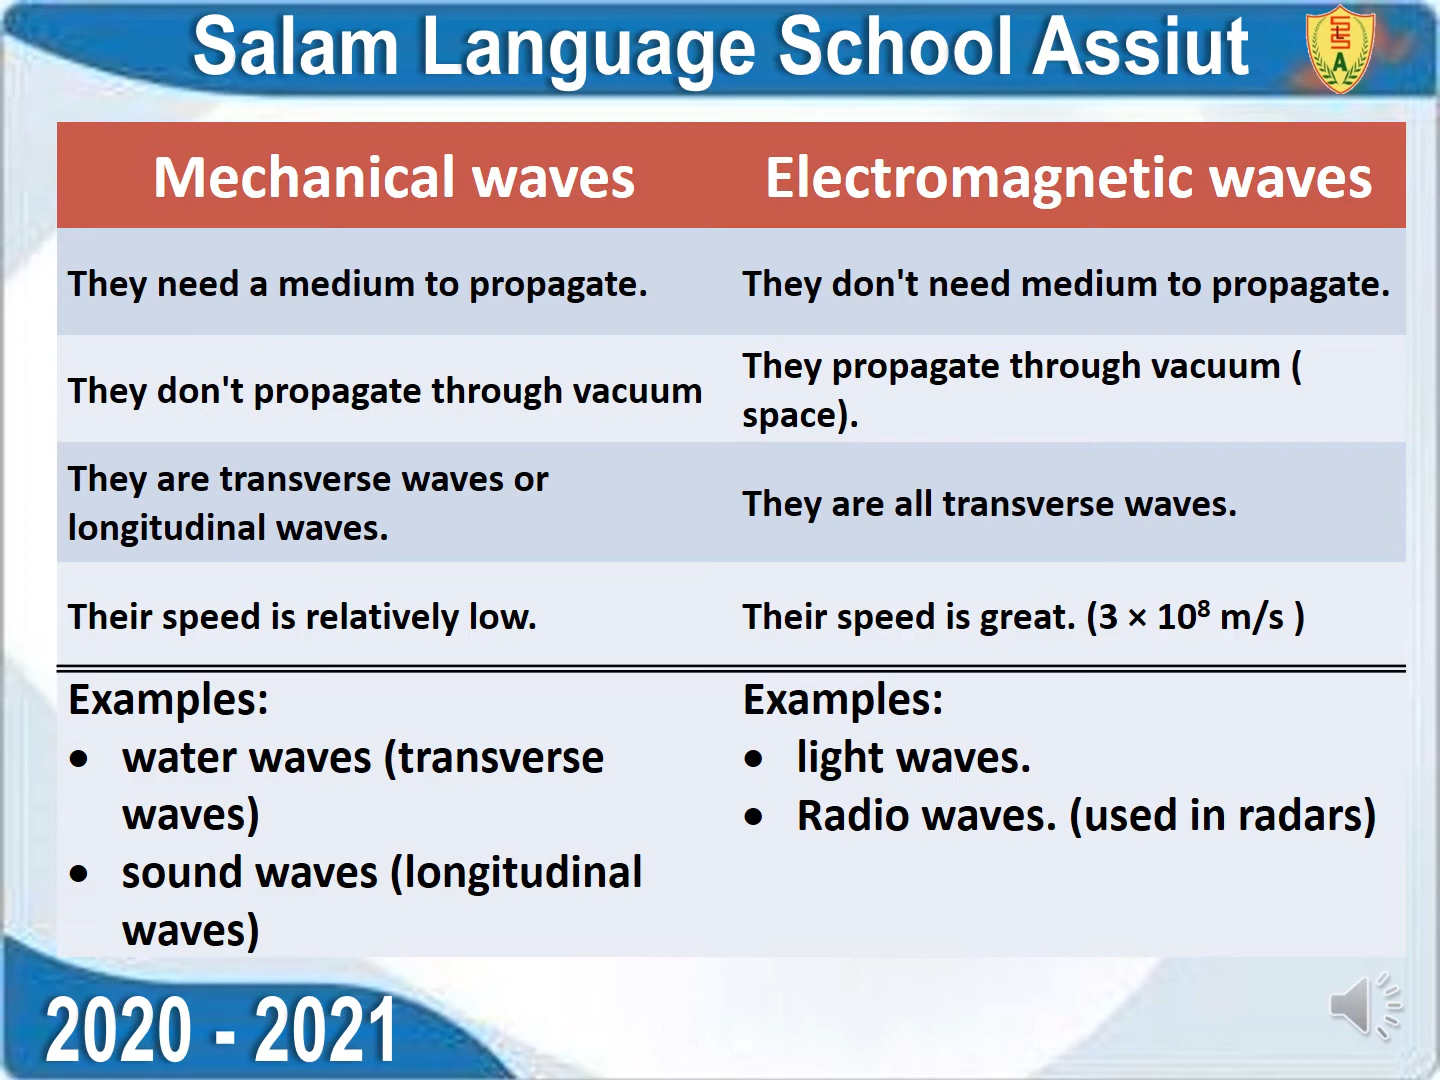 Salam Language School Assiut
Mechanical waves
Electromagnetic waves
They need a medium to propagate.
They don't need medium to propagate.
They don't propagate through vacuum
They propagate through vacuum (
space).
They are transverse waves or
longitudinal waves.
They are all transverse waves.
Their speed is relatively low.
Their speed is great. (3 × 10⁸ m/s )
Examples:
• water waves (transverse
waves)
• sound waves (longitudinal
waves)
Examples:
• light waves.
• Radio waves. (used in radars)
2020 - 2021